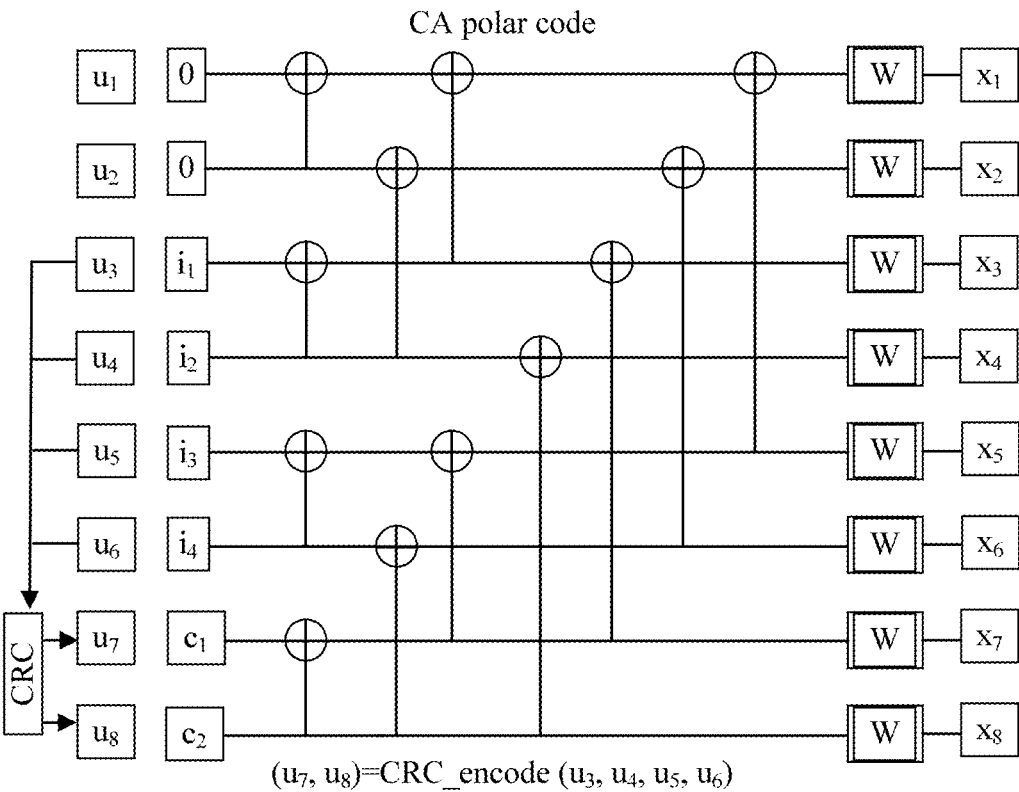 CA polar code
u₁ 0 W x₁
u₂ 0 W x₂
u₃ i₁ W x₃
u₄ i₂ W x₄
u₅ i₃ W x₅
u₆ i₄ W x₆
CRC u₇ c₁ W x₇
u₈ c₂ W x₈
(u₇, u₈)=CRC_encode (u₃, u₄, u₅, u₆)